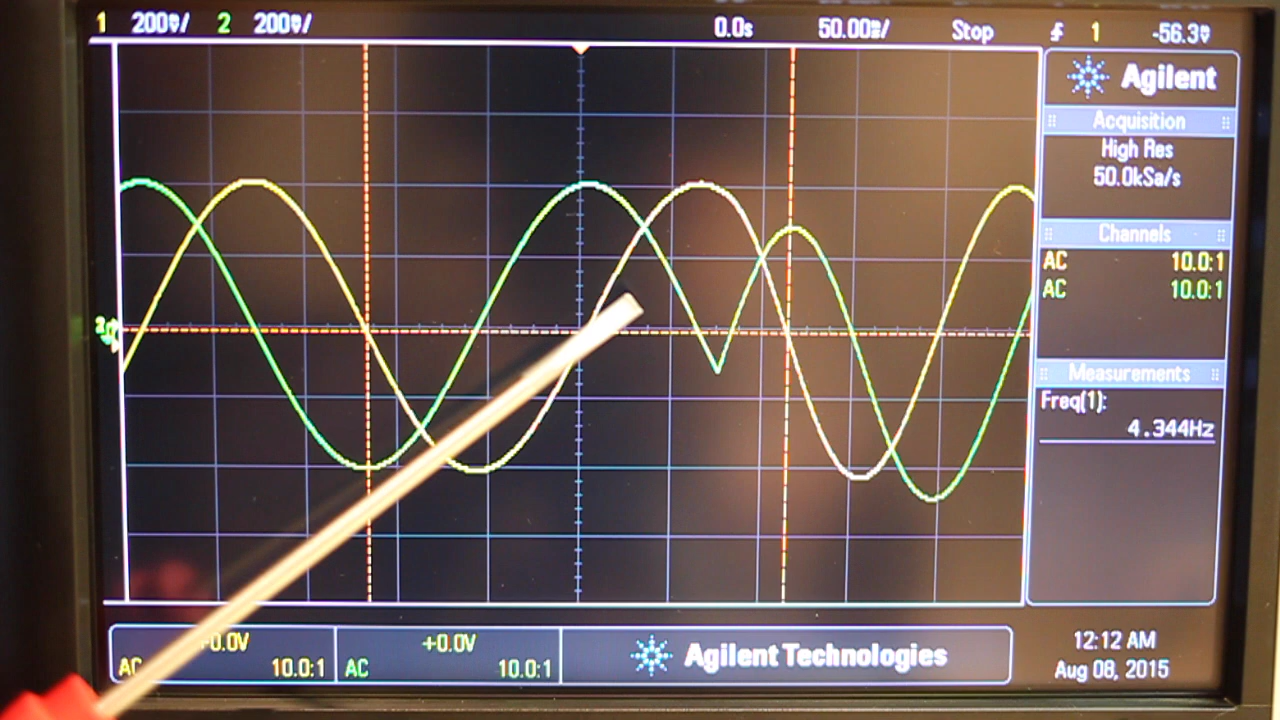 1 200V/ 2 200V/ 0.0s 50.00ms/ Stop 1 -56.3V
Agilent
Acquisition
High Res
50.0kSa/s
Channels
AC 10.0:1
AC 10.0:1
Measurements
Freq(1):
4.344Hz
+0.0V +0.0V
AC 10.0:1 AC 10.0:1
Agilent Technologies
12:12 AM
Aug 08, 2015